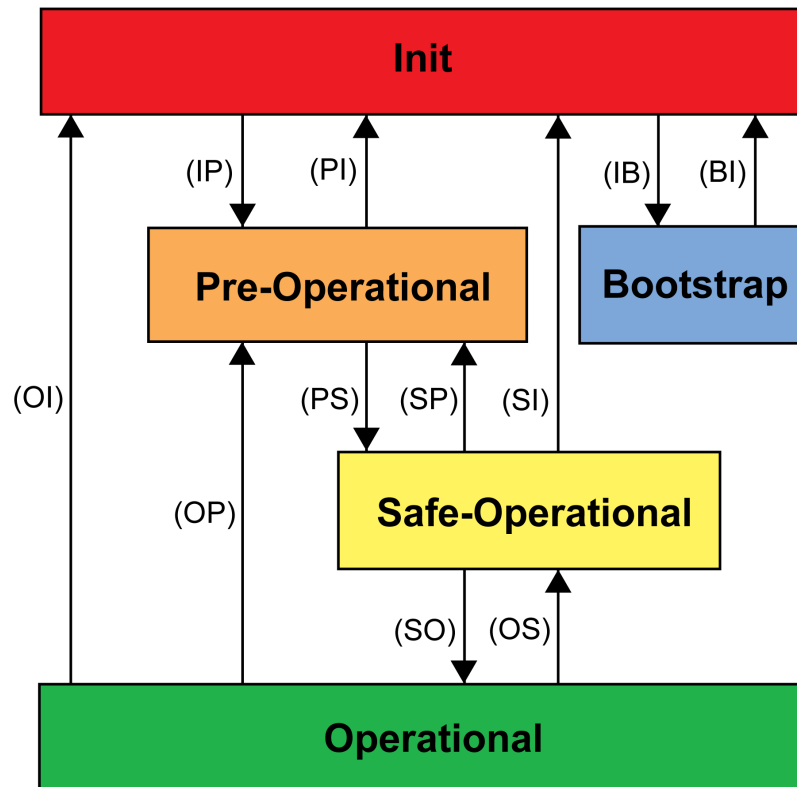 Init
(IP)
(PI)
(IB)
(BI)
Pre-Operational
Bootstrap
(OI)
(PS)
(SP)
(SI)
(OP)
Safe-Operational
(SO)
(OS)
Operational